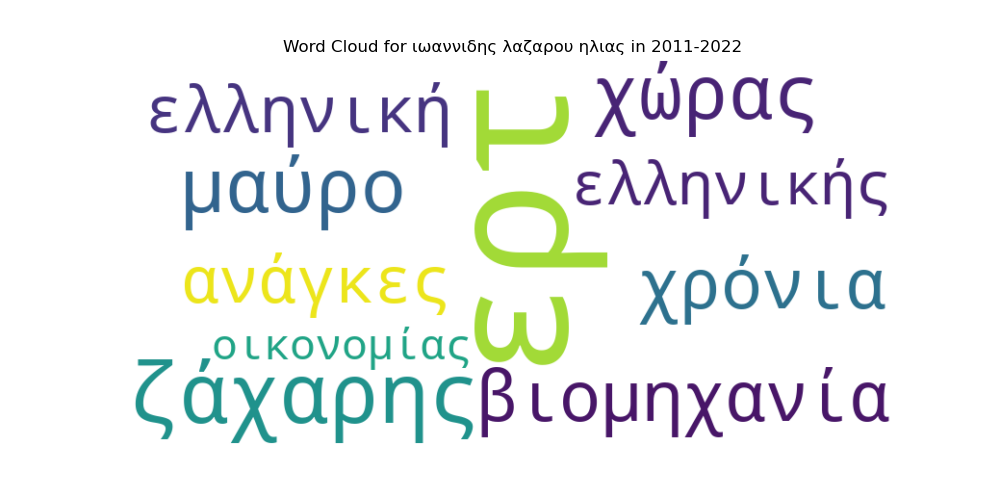 Word Cloud for ιωαννιδης λαζαρου ηλιας in 2011-2022
ελληνική
χώρας
μαύρο
ερτ
ελληνικής
ανάγκες
χρόνια
οικονομίας
ζάχαρης
βιομηχανία